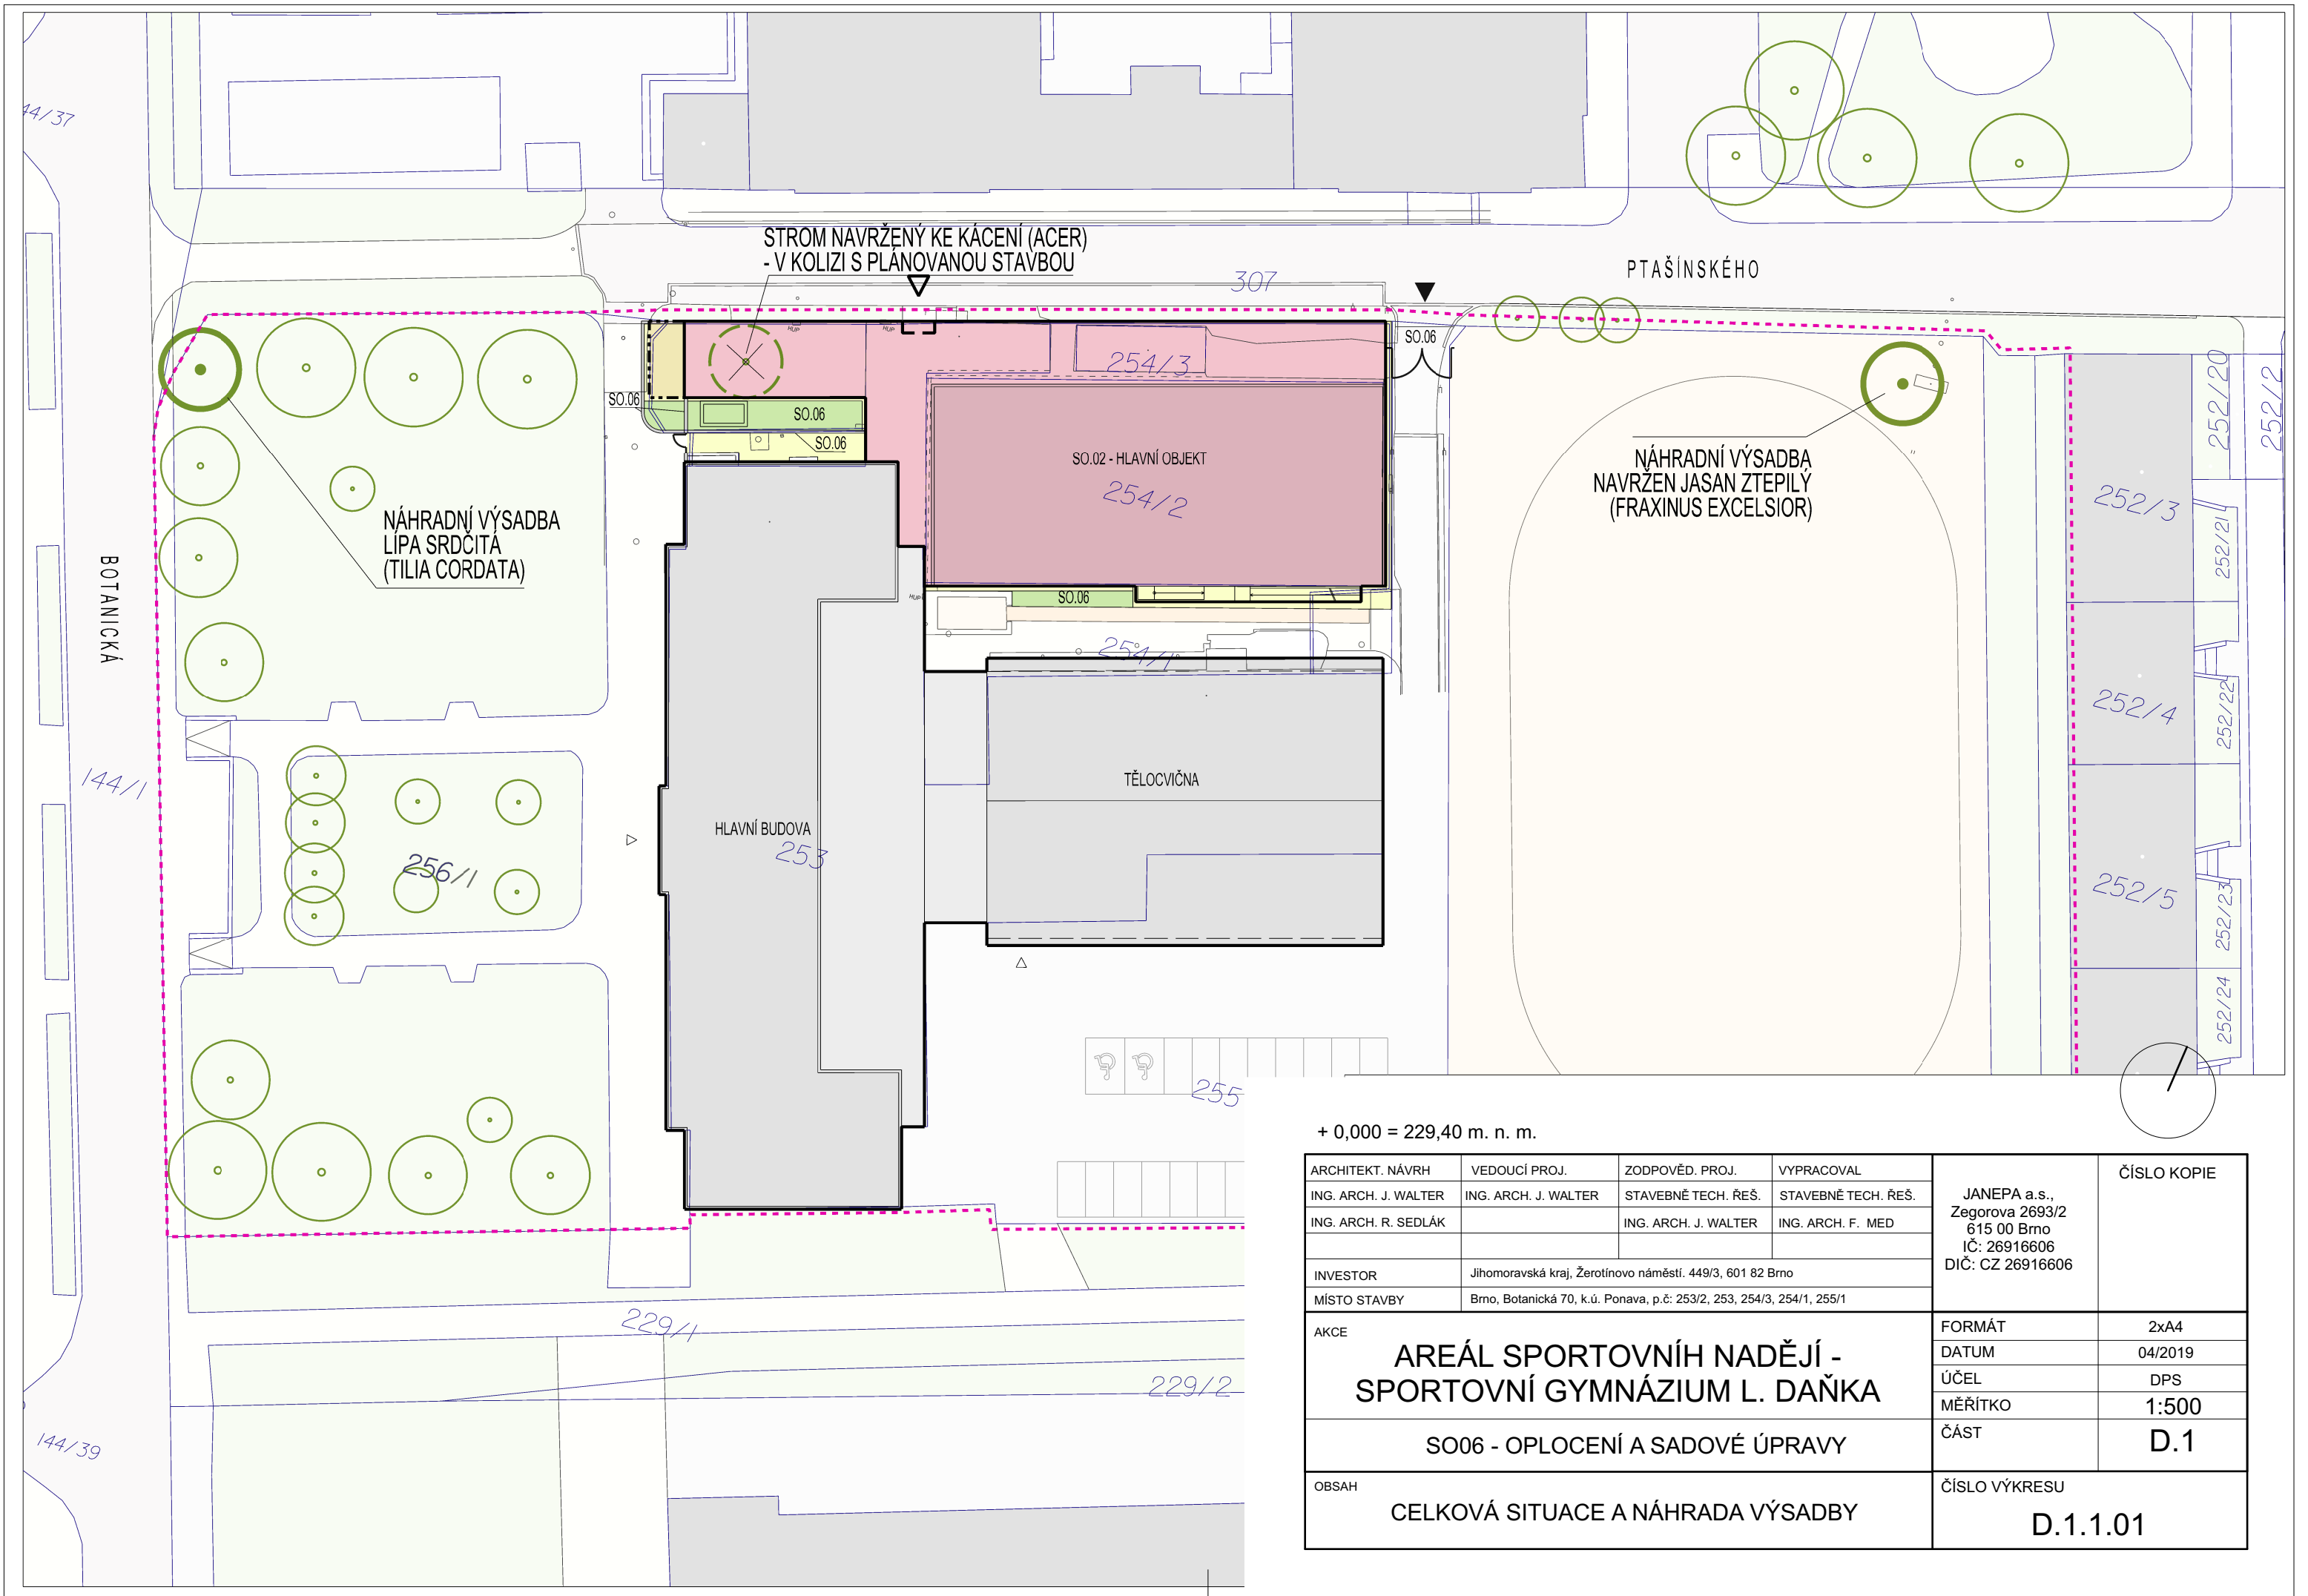 44/37
STROM NAVRŽENÝ KE KÁCENÍ (AČER)
- V KOLIZI S PLÁNOVANOU STAVBOU
307
PTAŠÍNSKÉHO
HUP
HUP
SO.06
254/3
252/20
252/2
SO.06
SO.06
SO.06
SO.02 - HLAVNÍ OBJEKT
254/2
NÁHRADNÍ VÝSADBA
NAVRŽEN JASAN ZTEPILÝ
(FRAXINUS EXCELSIOR)
252/3
252/21
NÁHRADNÍ VÝSADBA
LÍPA SRDČITÁ
(TILIA CORDATA)
BOTANICKÁ
HUP
SO.06
254/1
252/4
252/22
144/1
TĚLOCVIČNA
HLAVNÍ BUDOVA
253
256/1
252/5
252/23
252/24
255
+ 0,000 = 229,40 m. n. m.
ARCHITEKT. NÁVRH VEDOUCÍ PROJ. ZODPOVĚD. PROJ. VYPRACOVAL
ING. ARCH. J. WALTER ING. ARCH. J. WALTER STAVEBNĚ TECH. ŘEŠ. STAVEBNĚ TECH. ŘEŠ.
ING. ARCH. R. SEDLÁK ING. ARCH. J. WALTER ING. ARCH. F. MED
JANEPA a.s.,
Zegorova 2693/2
615 00 Brno
IČ: 26916606
DIČ: CZ 26916606
ČÍSLO KOPIE
INVESTOR Jihomoravská kraj, Žerotínovo náměstí. 449/3, 601 82 Brno
MÍSTO STAVBY Brno, Botanická 70, k.ú. Ponava, p.č: 253/2, 253, 254/3, 254/1, 255/1
AKCE
AREÁL SPORTOVNÍH NADĚJÍ -
SPORTOVNÍ GYMNÁZIUM L. DAŇKA
SO06 - OPLOCENÍ A SADOVÉ ÚPRAVY
OBSAH
CELKOVÁ SITUACE A NÁHRADA VÝSADBY
FORMÁT 2xA4
DATUM 04/2019
ÚČEL DPS
MĚŘÍTKO 1:500
ČÁST D.1
ČÍSLO VÝKRESU
D.1.1.01
229/1
229/2
144/39